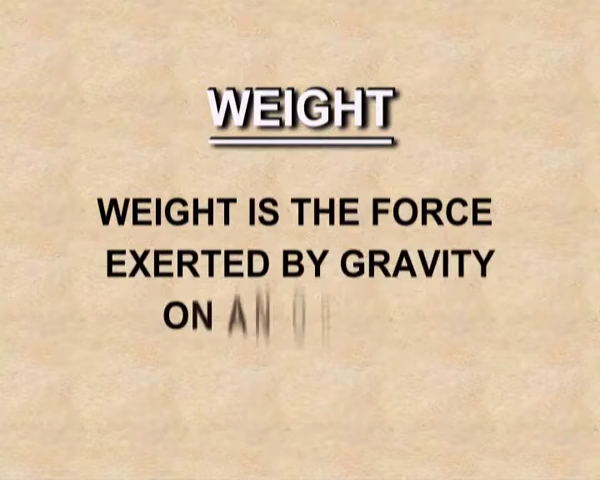 WEIGHT
WEIGHT IS THE FORCE
EXERTED BY GRAVITY
ON AN